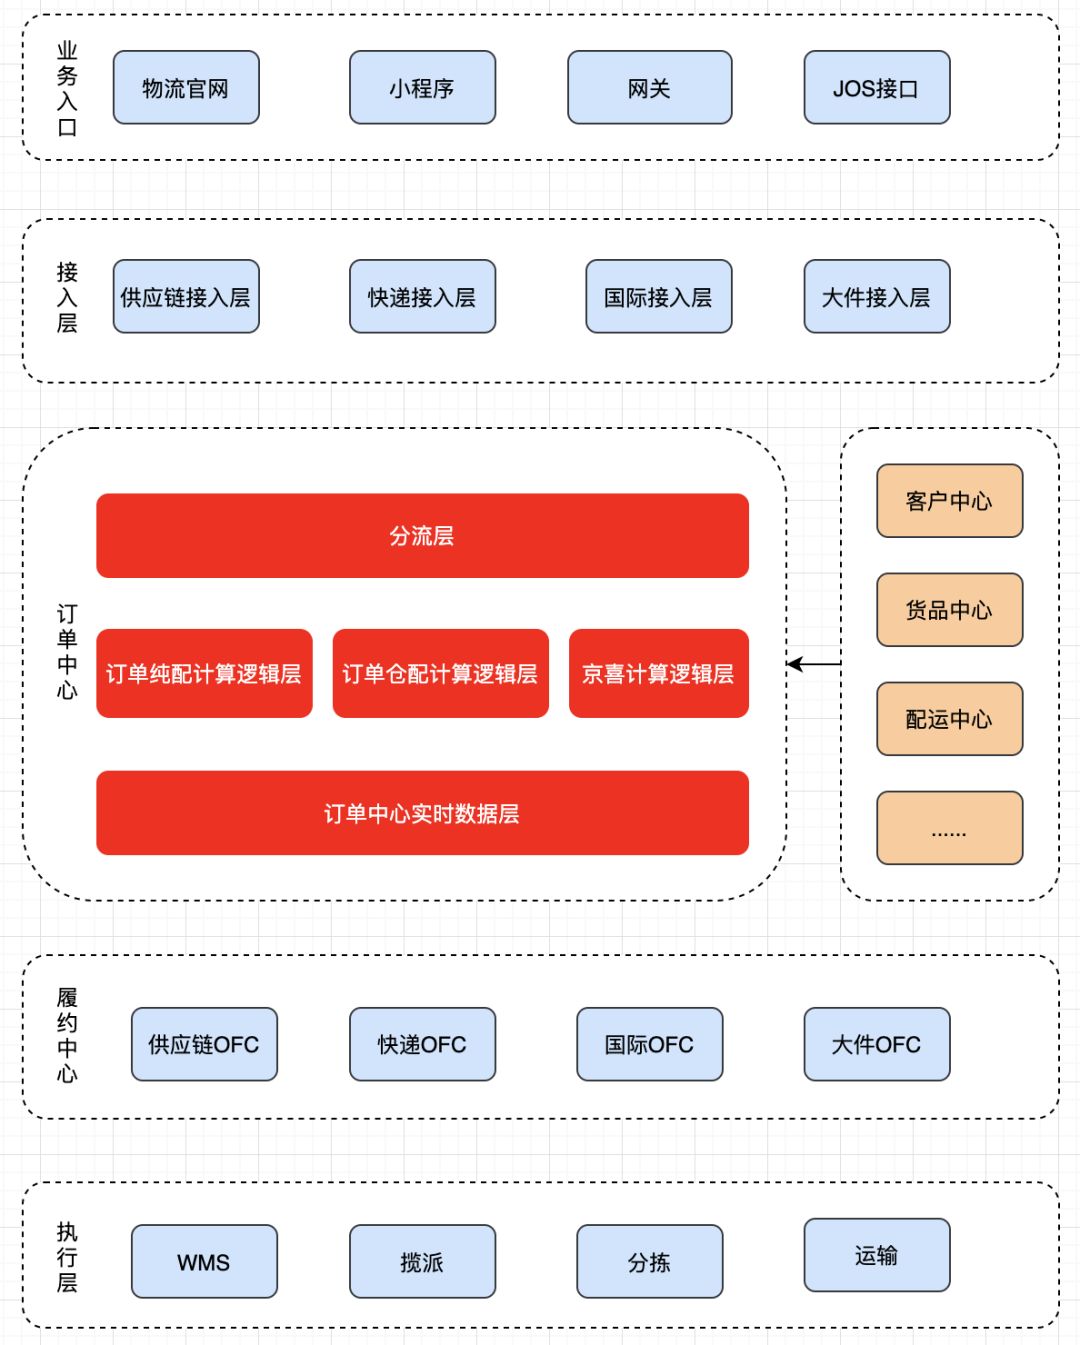 业务入口
物流官网
小程序
网关
JOS接口
接入层
供应链接入层
快递接入层
国际接入层
大件接入层
订单中心
分流层
订单纯配计算逻辑层
订单仓配计算逻辑层
京喜计算逻辑层
订单中心实时数据层
客户中心
货品中心
配运中心
......
履约中心
供应链OFC
快递OFC
国际OFC
大件OFC
执行层
WMS
揽派
分拣
运输